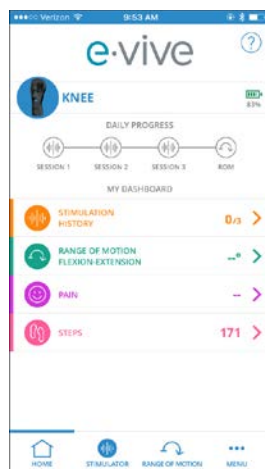 Verizon 9:53 AM
e·vive
?
KNEE
83%
DAILY PROGRESS
SESSION 1 SESSION 2 SESSION 3 ROM
MY DASHBOARD
STIMULATION
HISTORY
0/3
RANGE OF MOTION
FLEXION-EXTENSION
--°
PAIN
--
STEPS
171
HOME STIMULATOR RANGE OF MOTION MENU